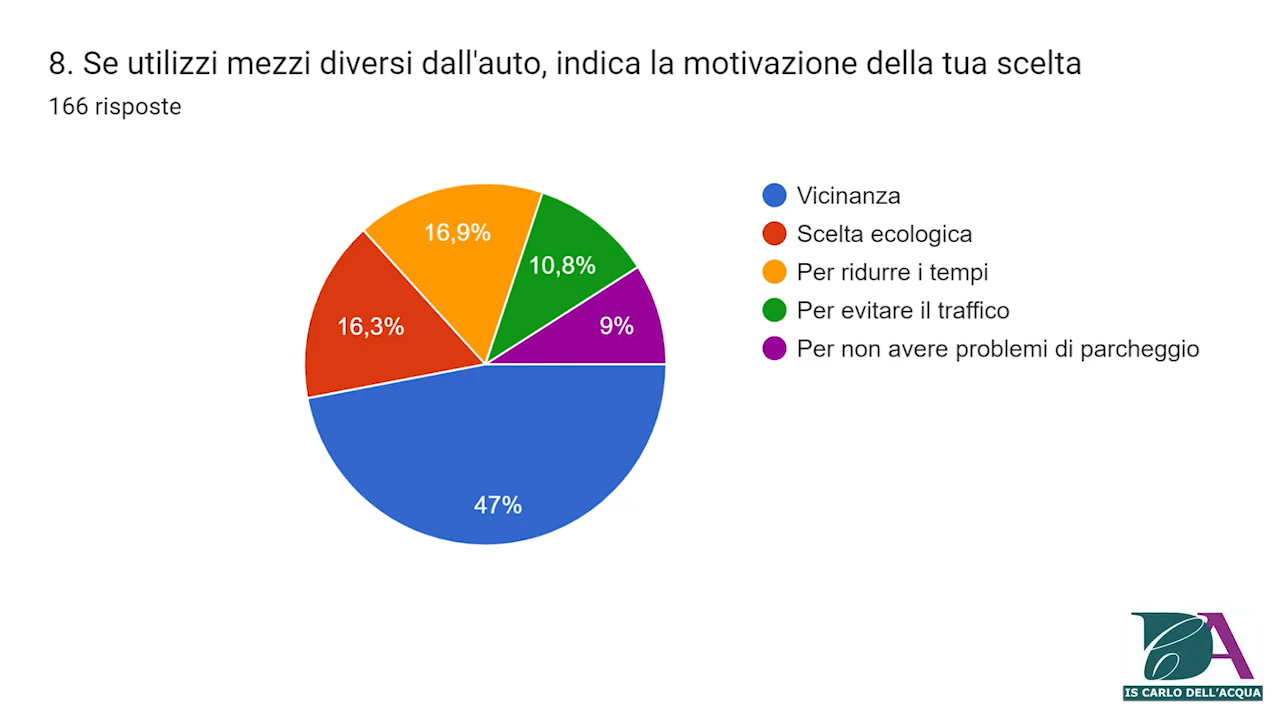 8. Se utilizzi mezzi diversi dall'auto, indica la motivazione della tua scelta
166 risposte
Vicinanza
Scelta ecologica
Per ridurre i tempi
Per evitare il traffico
Per non avere problemi di parcheggio
16,9%
10,8%
16,3%
9%
47%
DA
IS CARLO DELL'ACQUA